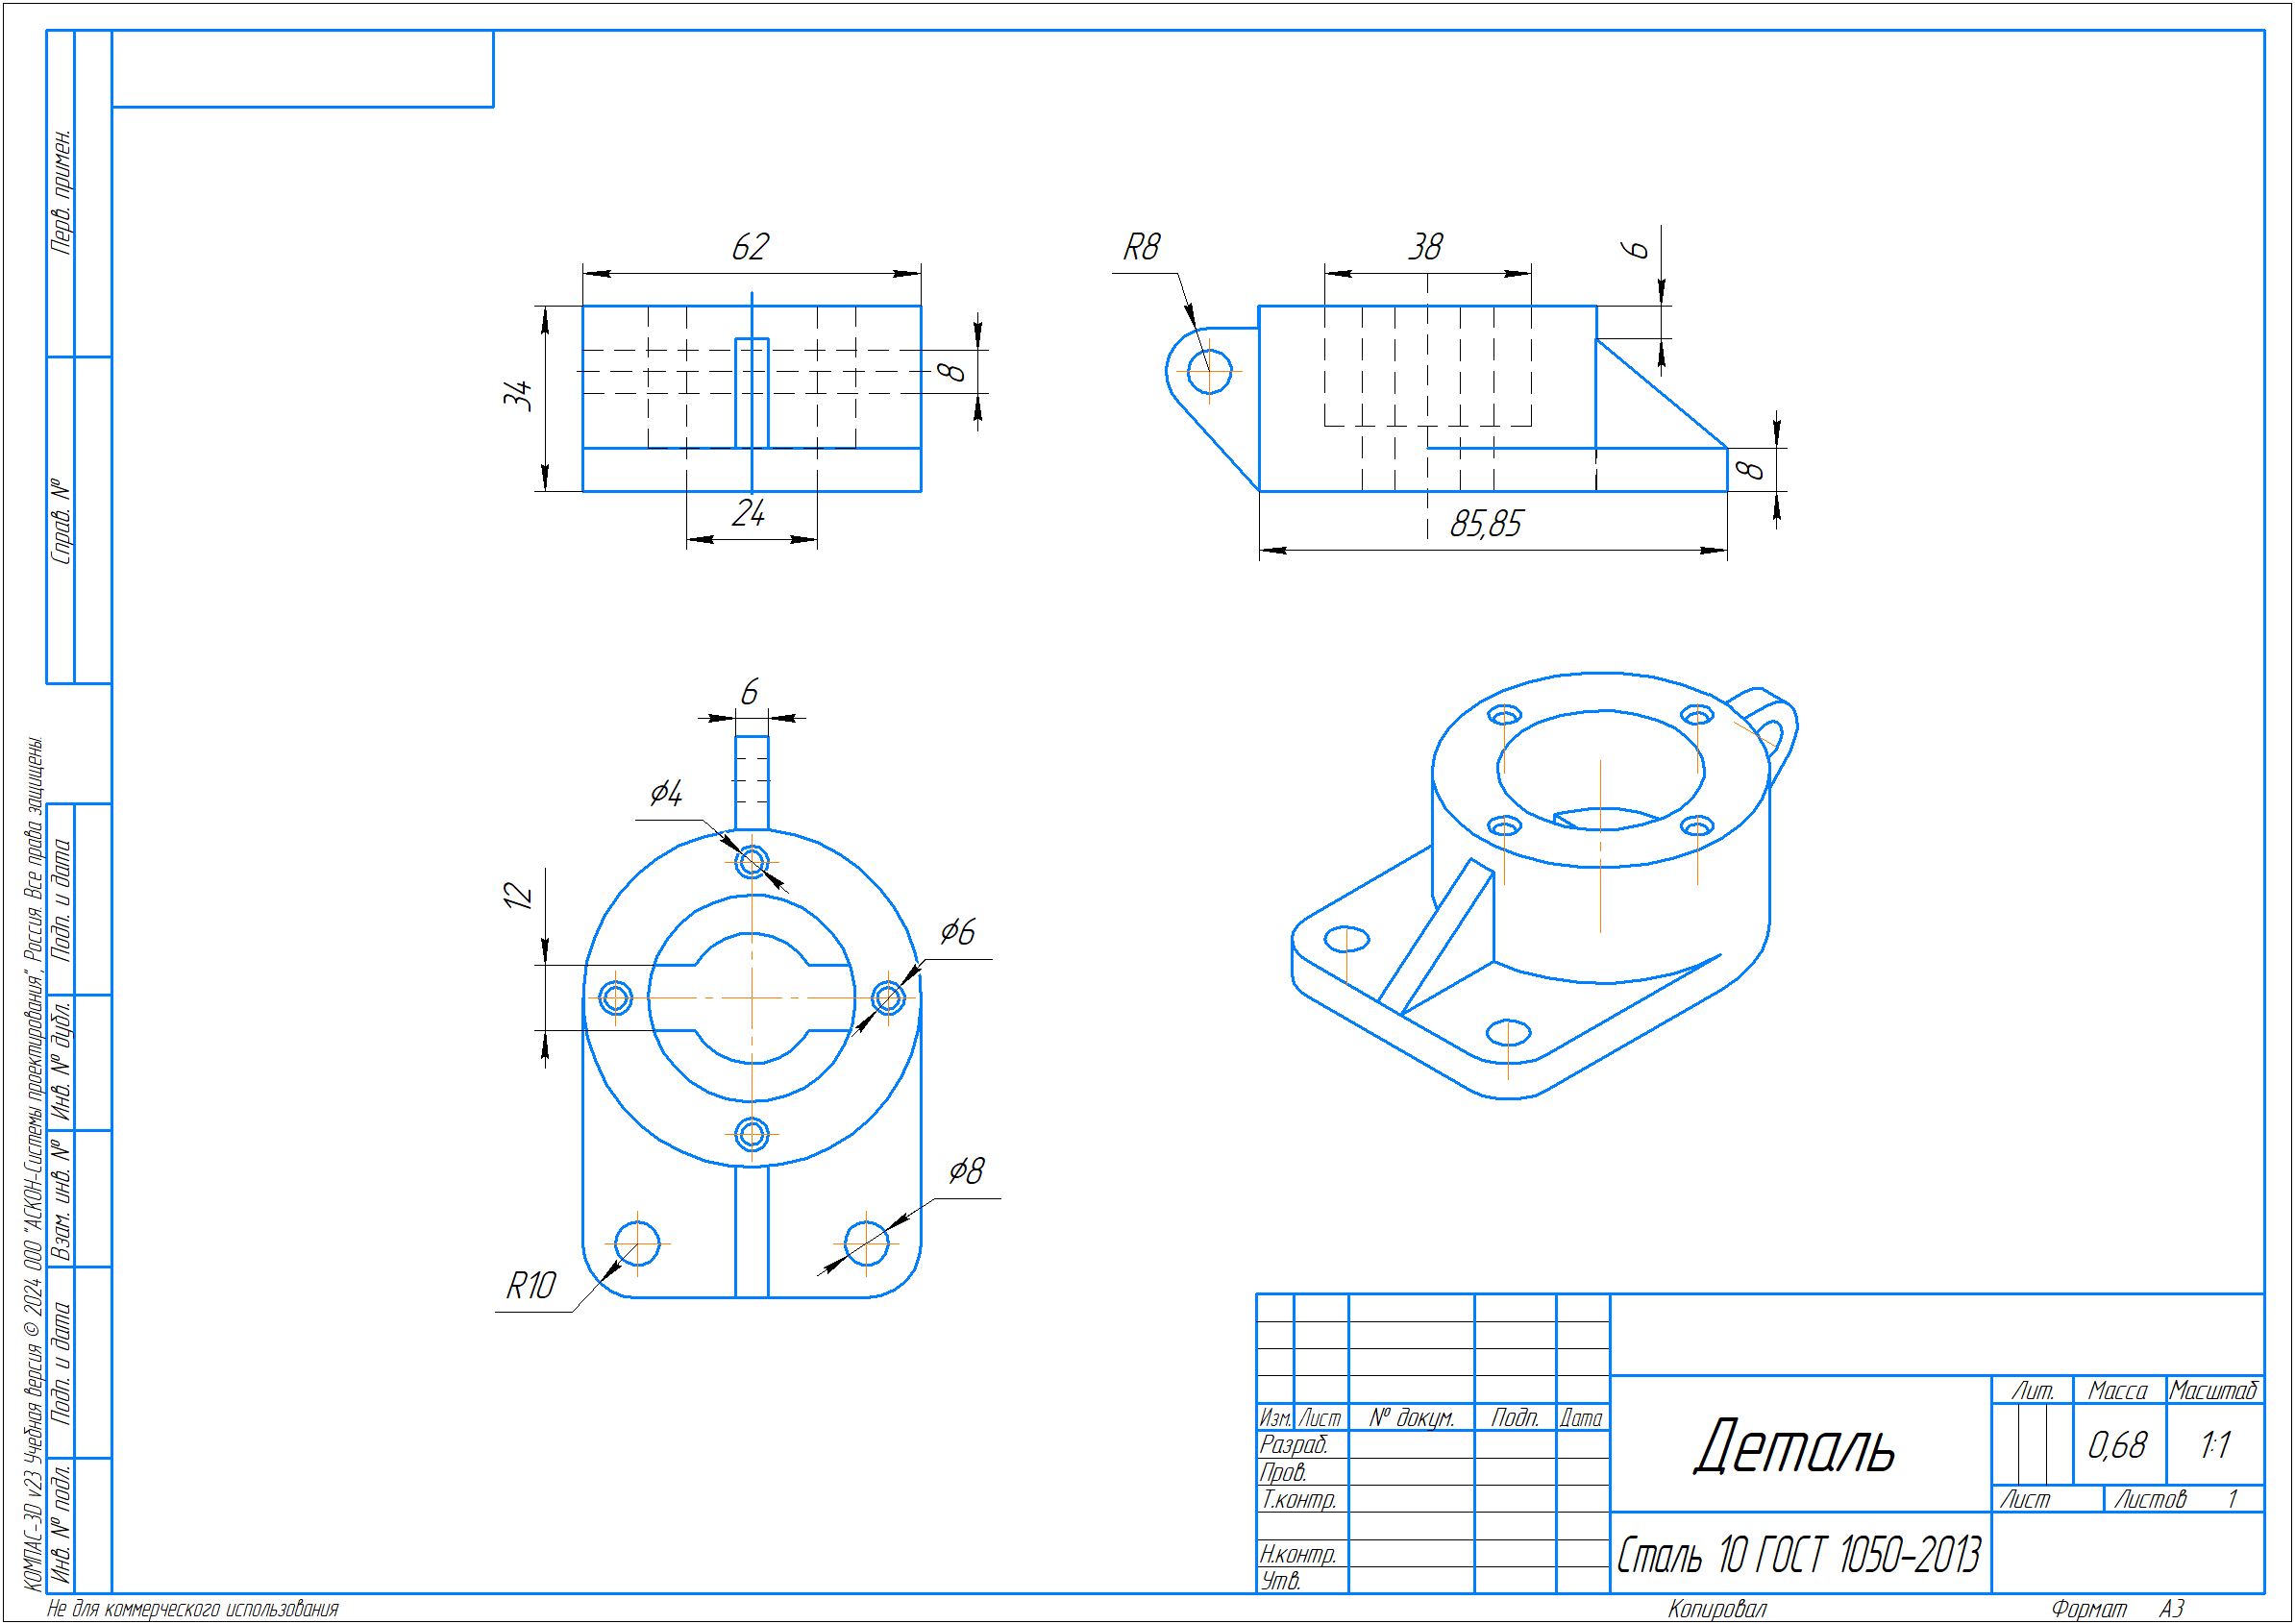 Перв. примен.
Справ. №
Подп. и дата
Инв. № дубл.
Взам. инв. №
Подп. и дата
Инв. № подл.
КОМПАС-3D v23 Учебная версия © 2024 ООО "АСКОН-Системы проектирования", Россия. Все права защищены.
62
34
8
24
R8
38
6
8
85,85
6
⌀4
12
⌀6
⌀8
R10
Изм. Лист № докум. Подп. Дата
Разраб.
Пров.
Т.контр.
Н.контр.
Утв.
Деталь
Сталь 10 ГОСТ 1050-2013
Лит. Масса Масштаб
0,68 1:1
Лист Листов 1
Не для коммерческого использования
Копировал
Формат А3